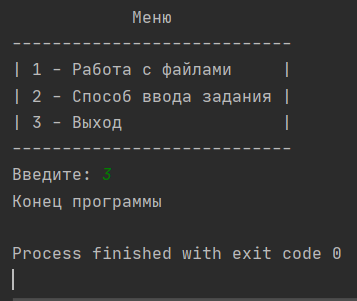 Меню
----------------------------
| 1 - Работа с файлами     |
| 2 - Способ ввода задания |
| 3 - Выход                |
----------------------------
Введите: 3
Конец программы
Process finished with exit code 0